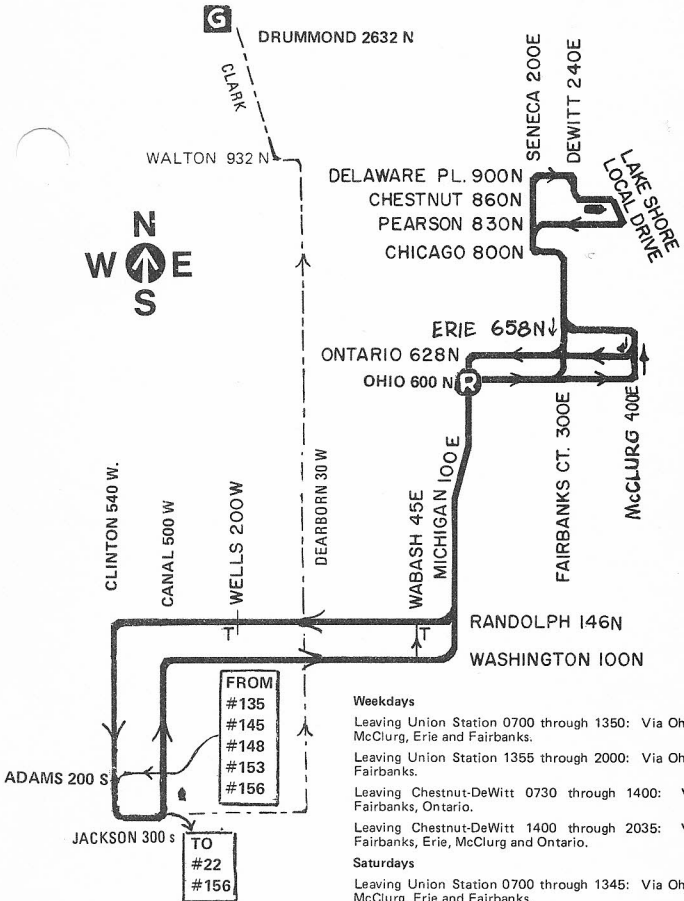 G
DRUMMOND 2632 N
CLARK
WALTON 932 N
SENECA 200E
DEWITT 240E
DELAWARE PL. 900N
CHESTNUT 860N
PEARSON 830N
CHICAGO 800N
LAKE SHORE
LOCAL DRIVE
N
W E
S
ERIE 658N
ONTARIO 628N
OHIO 600 N
R
FAIRBANKS CT. 300E
McCLURG 400E
CLINTON 540 W.
CANAL 500 W
WELLS 200W
DEARBORN 30 W
WABASH 45E
MICHIGAN 100 E
T
T
RANDOLPH 146N
WASHINGTON 100N
FROM
#135
#145
#148
#153
#156
ADAMS 200 S
JACKSON 300 s
TO
#22
#156
Weekdays
Leaving Union Station 0700 through 1350: Via Oh
McClurg, Erie and Fairbanks.
Leaving Union Station 1355 through 2000: Via Oh
Fairbanks.
Leaving Chestnut-DeWitt 0730 through 1400: V
Fairbanks, Ontario.
Leaving Chestnut-DeWitt 1400 through 2035: V
Fairbanks, Erie, McClurg and Ontario.
Saturdays
Leaving Union Station 0700 through 1345: Via Oh
McClurg, Erie and Fairbanks